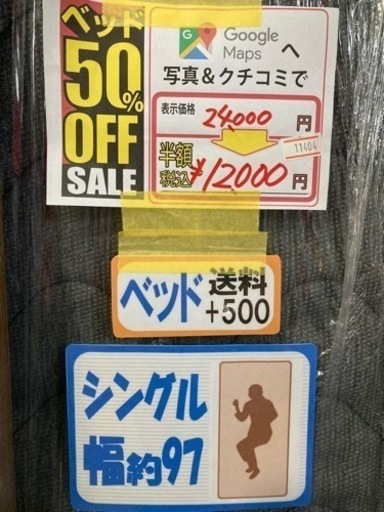 ベッド
50%
OFF
SALE
Google
Maps へ
写真&クチコミで
表示価格 24,000 円
半額
税込 ¥12000 円
11404
ベッド 送料
+500
シングル
幅約97